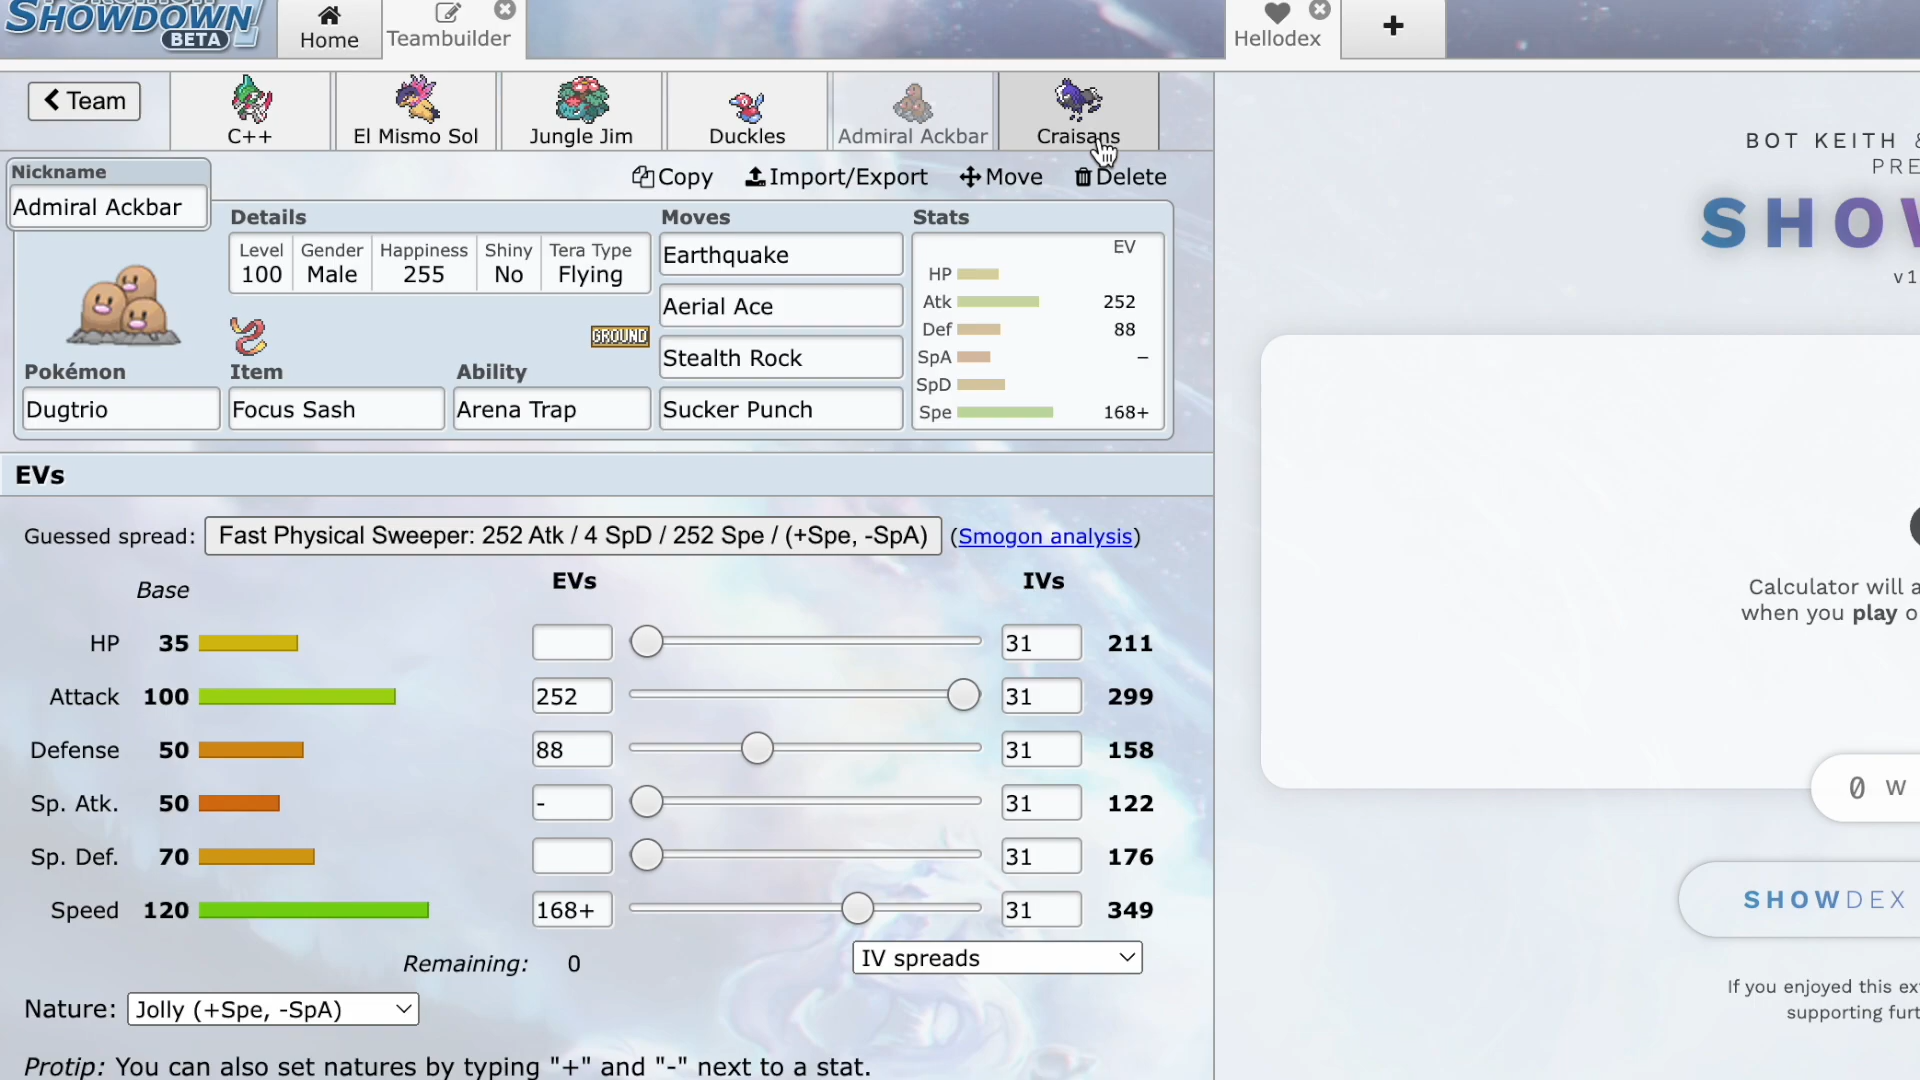 SHOWDOWN
BETA
Home
Teambuilder
Hellodex
Team
C++
El Mismo Sol
Jungle Jim
Duckles
Admiral Ackbar
Craisans
Nickname
Admiral Ackbar
Copy
Import/Export
Move
Delete
Details
Moves
Stats
Level
100
Gender
Male
Happiness
255
Shiny
No
Tera Type
Flying
GROUND
Pokémon
Dugtrio
Item
Focus Sash
Ability
Arena Trap
Earthquake
Aerial Ace
Stealth Rock
Sucker Punch
EV
HP
Atk 252
Def 88
SpA –
SpD
Spe 168+
EVs
Guessed spread: Fast Physical Sweeper: 252 Atk / 4 SpD / 252 Spe / (+Spe, -SpA) (Smogon analysis)
Base EVs IVs
HP 35 31 211
Attack 100 252 31 299
Defense 50 88 31 158
Sp. Atk. 50 - 31 122
Sp. Def. 70 31 176
Speed 120 168+ 31 349
Remaining: 0
IV spreads
Nature: Jolly (+Spe, -SpA)
Protip: You can also set natures by typing "+" and "-" next to a stat.
BOT KEITH
PRE
SHO
v1
Calculator will a
when you play o
0 W
SHOWDEX
If you enjoyed this ex
supporting furt